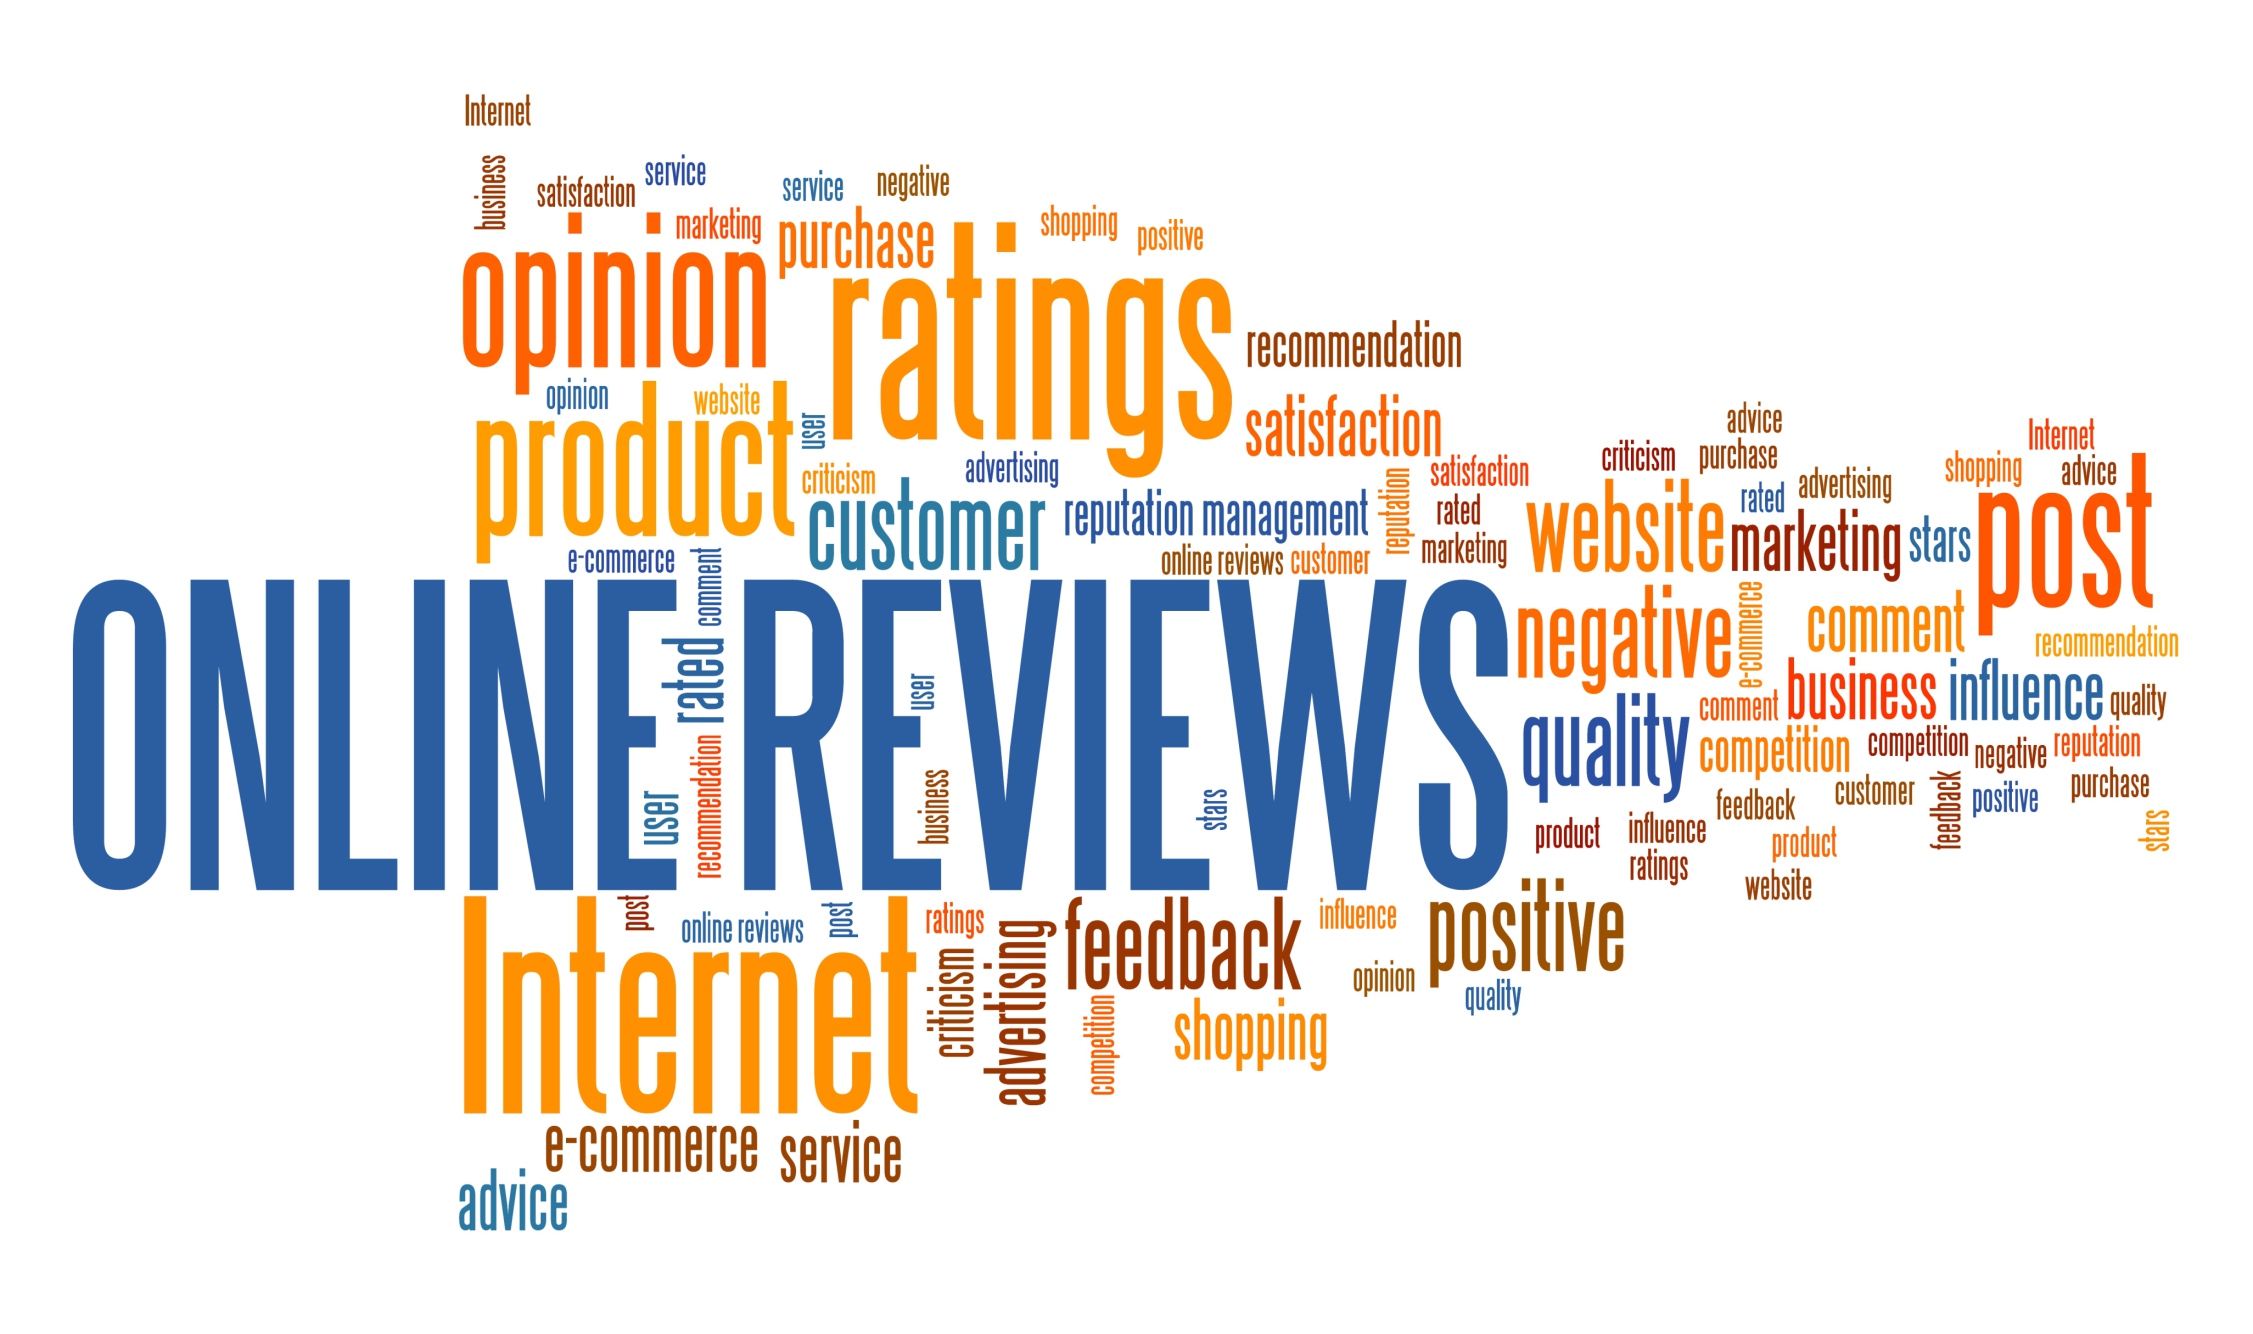 Internet
business
satisfaction
service
service
negative
marketing
purchase
shopping
positive
opinion
ratings
recommendation
opinion
website
product
user
satisfaction
criticism
advertising
customer
reputation management
reputation
satisfaction
rated
marketing
e-commerce
comment
online reviews
customer
criticism
advice
purchase
rated
advertising
website
marketing
stars
shopping
Internet
advice
post
ONLINE REVIEWS
rated
user
recommendation
user
business
stars
negative
e-commerce
comment
recommendation
quality
comment
business
influence
quality
competition
competition
negative
reputation
feedback
customer
feedback
positive
purchase
stars
product
influence
ratings
product
website
post
online reviews
post
ratings
Internet
criticism
advertising
feedback
influence
positive
opinion
quality
competition
shopping
e-commerce
service
advice